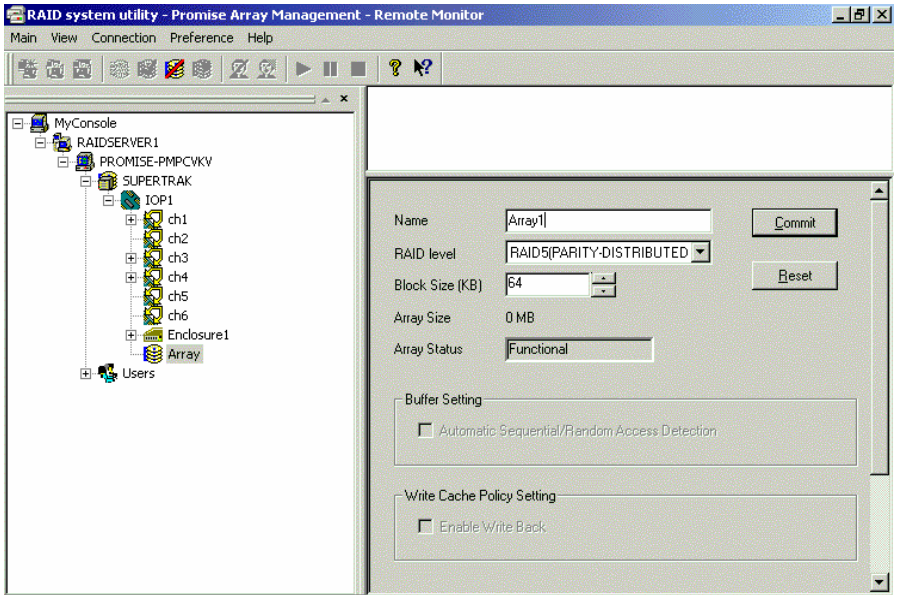 RAID system utility - Promise Array Management - Remote Monitor
Main View Connection Preference Help
MyConsole
RAIDSERVER1
PROMISE-PMPCVKV
SUPERTRAK
IOP1
ch1
ch2
ch3
ch4
ch5
ch6
Enclosure1
Array
Users
Name Array1 Commit
RAID level RAID5(PARITY-DISTRIBUTED Reset
Block Size (KB) 64
Array Size 0 MB
Array Status Functional
Buffer Setting
Automatic Sequential/Random Access Detection
Write Cache Policy Setting
Enable Write Back